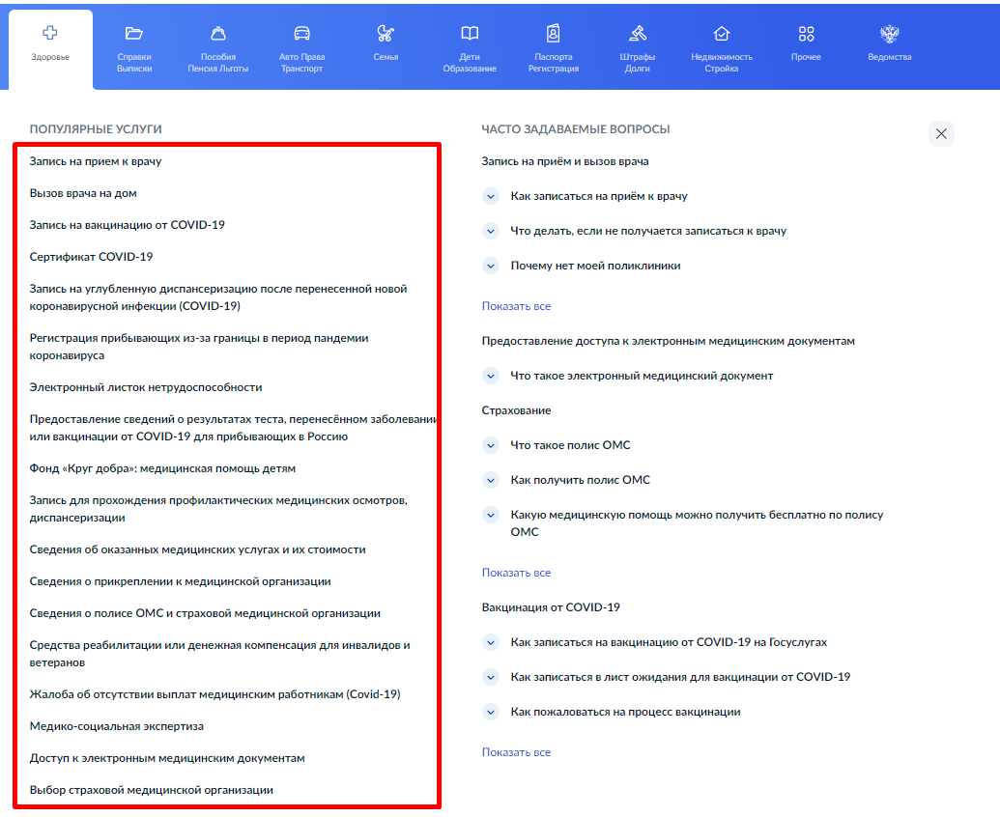 Здоровье
Справки
Выписки
Пособия
Пенсия Льготы
Авто Права
Транспорт
Семья
Дети
Образование
Паспорта
Регистрация
Штрафы
Долги
Недвижимость
Стройка
Прочее
Ведомства
ПОПУЛЯРНЫЕ УСЛУГИ
Запись на прием к врачу
Вызов врача на дом
Запись на вакцинацию от COVID-19
Сертификат COVID-19
Запись на углубленную диспансеризацию после перенесенной новой
коронавирусной инфекции (COVID-19)
Регистрация прибывающих из-за границы в период пандемии
коронавируса
Электронный листок нетрудоспособности
Предоставление сведений о результатах теста, перенесённом заболевании
или вакцинации от COVID-19 для прибывающих в Россию
Фонд «Круг добра»: медицинская помощь детям
Запись для прохождения профилактических медицинских осмотров,
диспансеризации
Сведения об оказанных медицинских услугах и их стоимости
Сведения о прикреплении к медицинской организации
Сведения о полисе ОМС и страховой медицинской организации
Средства реабилитации или денежная компенсация для инвалидов и
ветеранов
Жалоба об отсутствии выплат медицинским работникам (Covid-19)
Медико-социальная экспертиза
Доступ к электронным медицинским документам
Выбор страховой медицинской организации
ЧАСТО ЗАДАВАЕМЫЕ ВОПРОСЫ
Запись на приём и вызов врача
Как записаться на приём к врачу
Что делать, если не получается записаться к врачу
Почему нет моей поликлиники
Показать все
Предоставление доступа к электронным медицинским документам
Что такое электронный медицинский документ
Страхование
Что такое полис ОМС
Как получить полис ОМС
Какую медицинскую помощь можно получить бесплатно по полису
ОМС
Показать все
Вакцинация от COVID-19
Как записаться на вакцинацию от COVID-19 на Госуслугах
Как записаться в лист ожидания для вакцинации от COVID-19
Как пожаловаться на процесс вакцинации
Показать все